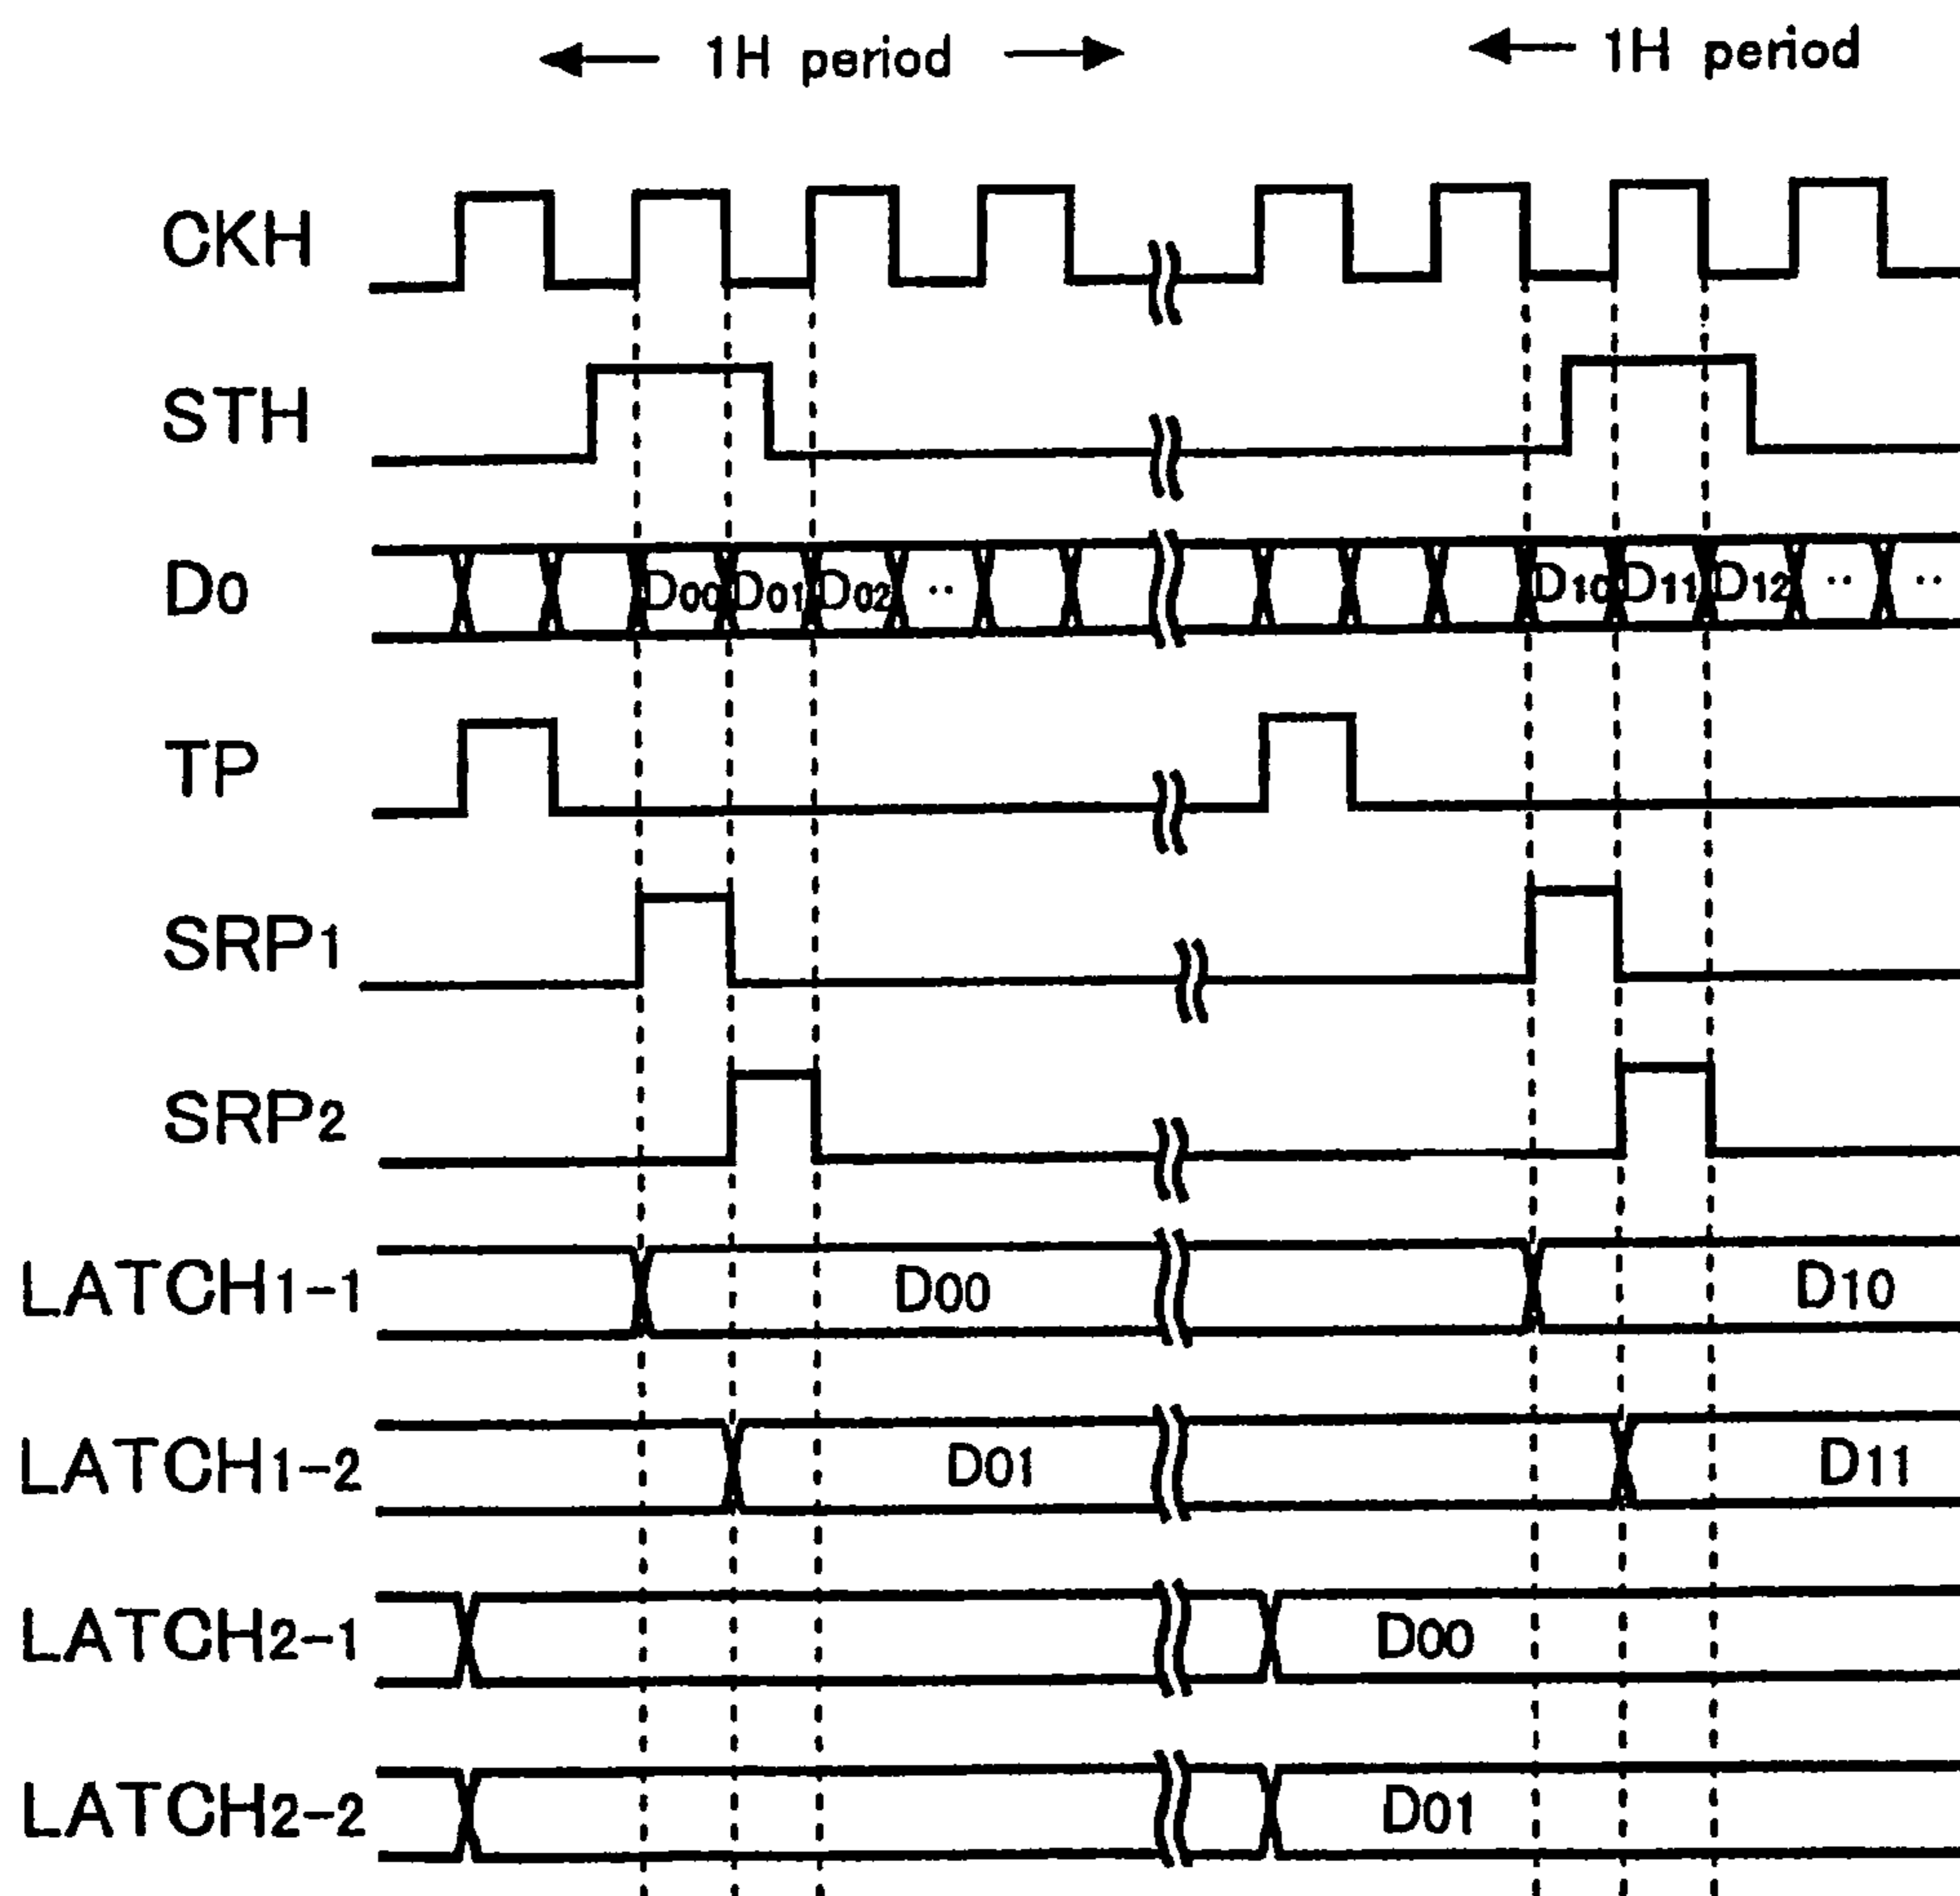 1H period 1H period
CKH
STH
D0 D00 D01 D02 ·· D10 D11 D12 ·· ··
TP
SRP1
SRP2
LATCH1-1 D00 D10
LATCH1-2 D01 D11
LATCH2-1 D00
LATCH2-2 D01